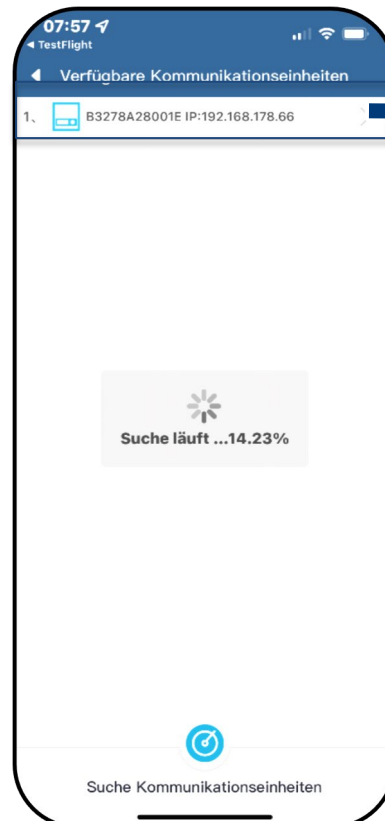 07:57
◀ TestFlight
Verfügbare Kommunikationseinheiten
1、 B3278A28001E IP:192.168.178.66
Suche läuft ...14.23%
Suche Kommunikationseinheiten